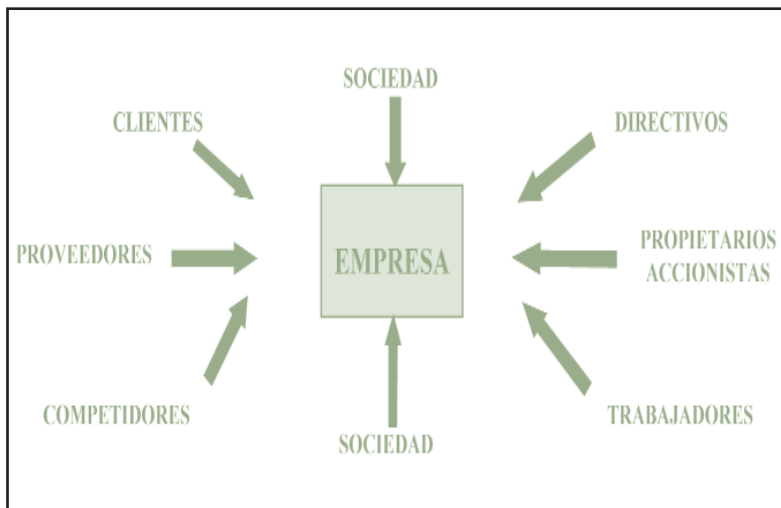 SOCIEDAD
CLIENTES
DIRECTIVOS
PROVEEDORES
EMPRESA
PROPIETARIOS
ACCIONISTAS
COMPETIDORES
TRABAJADORES
SOCIEDAD